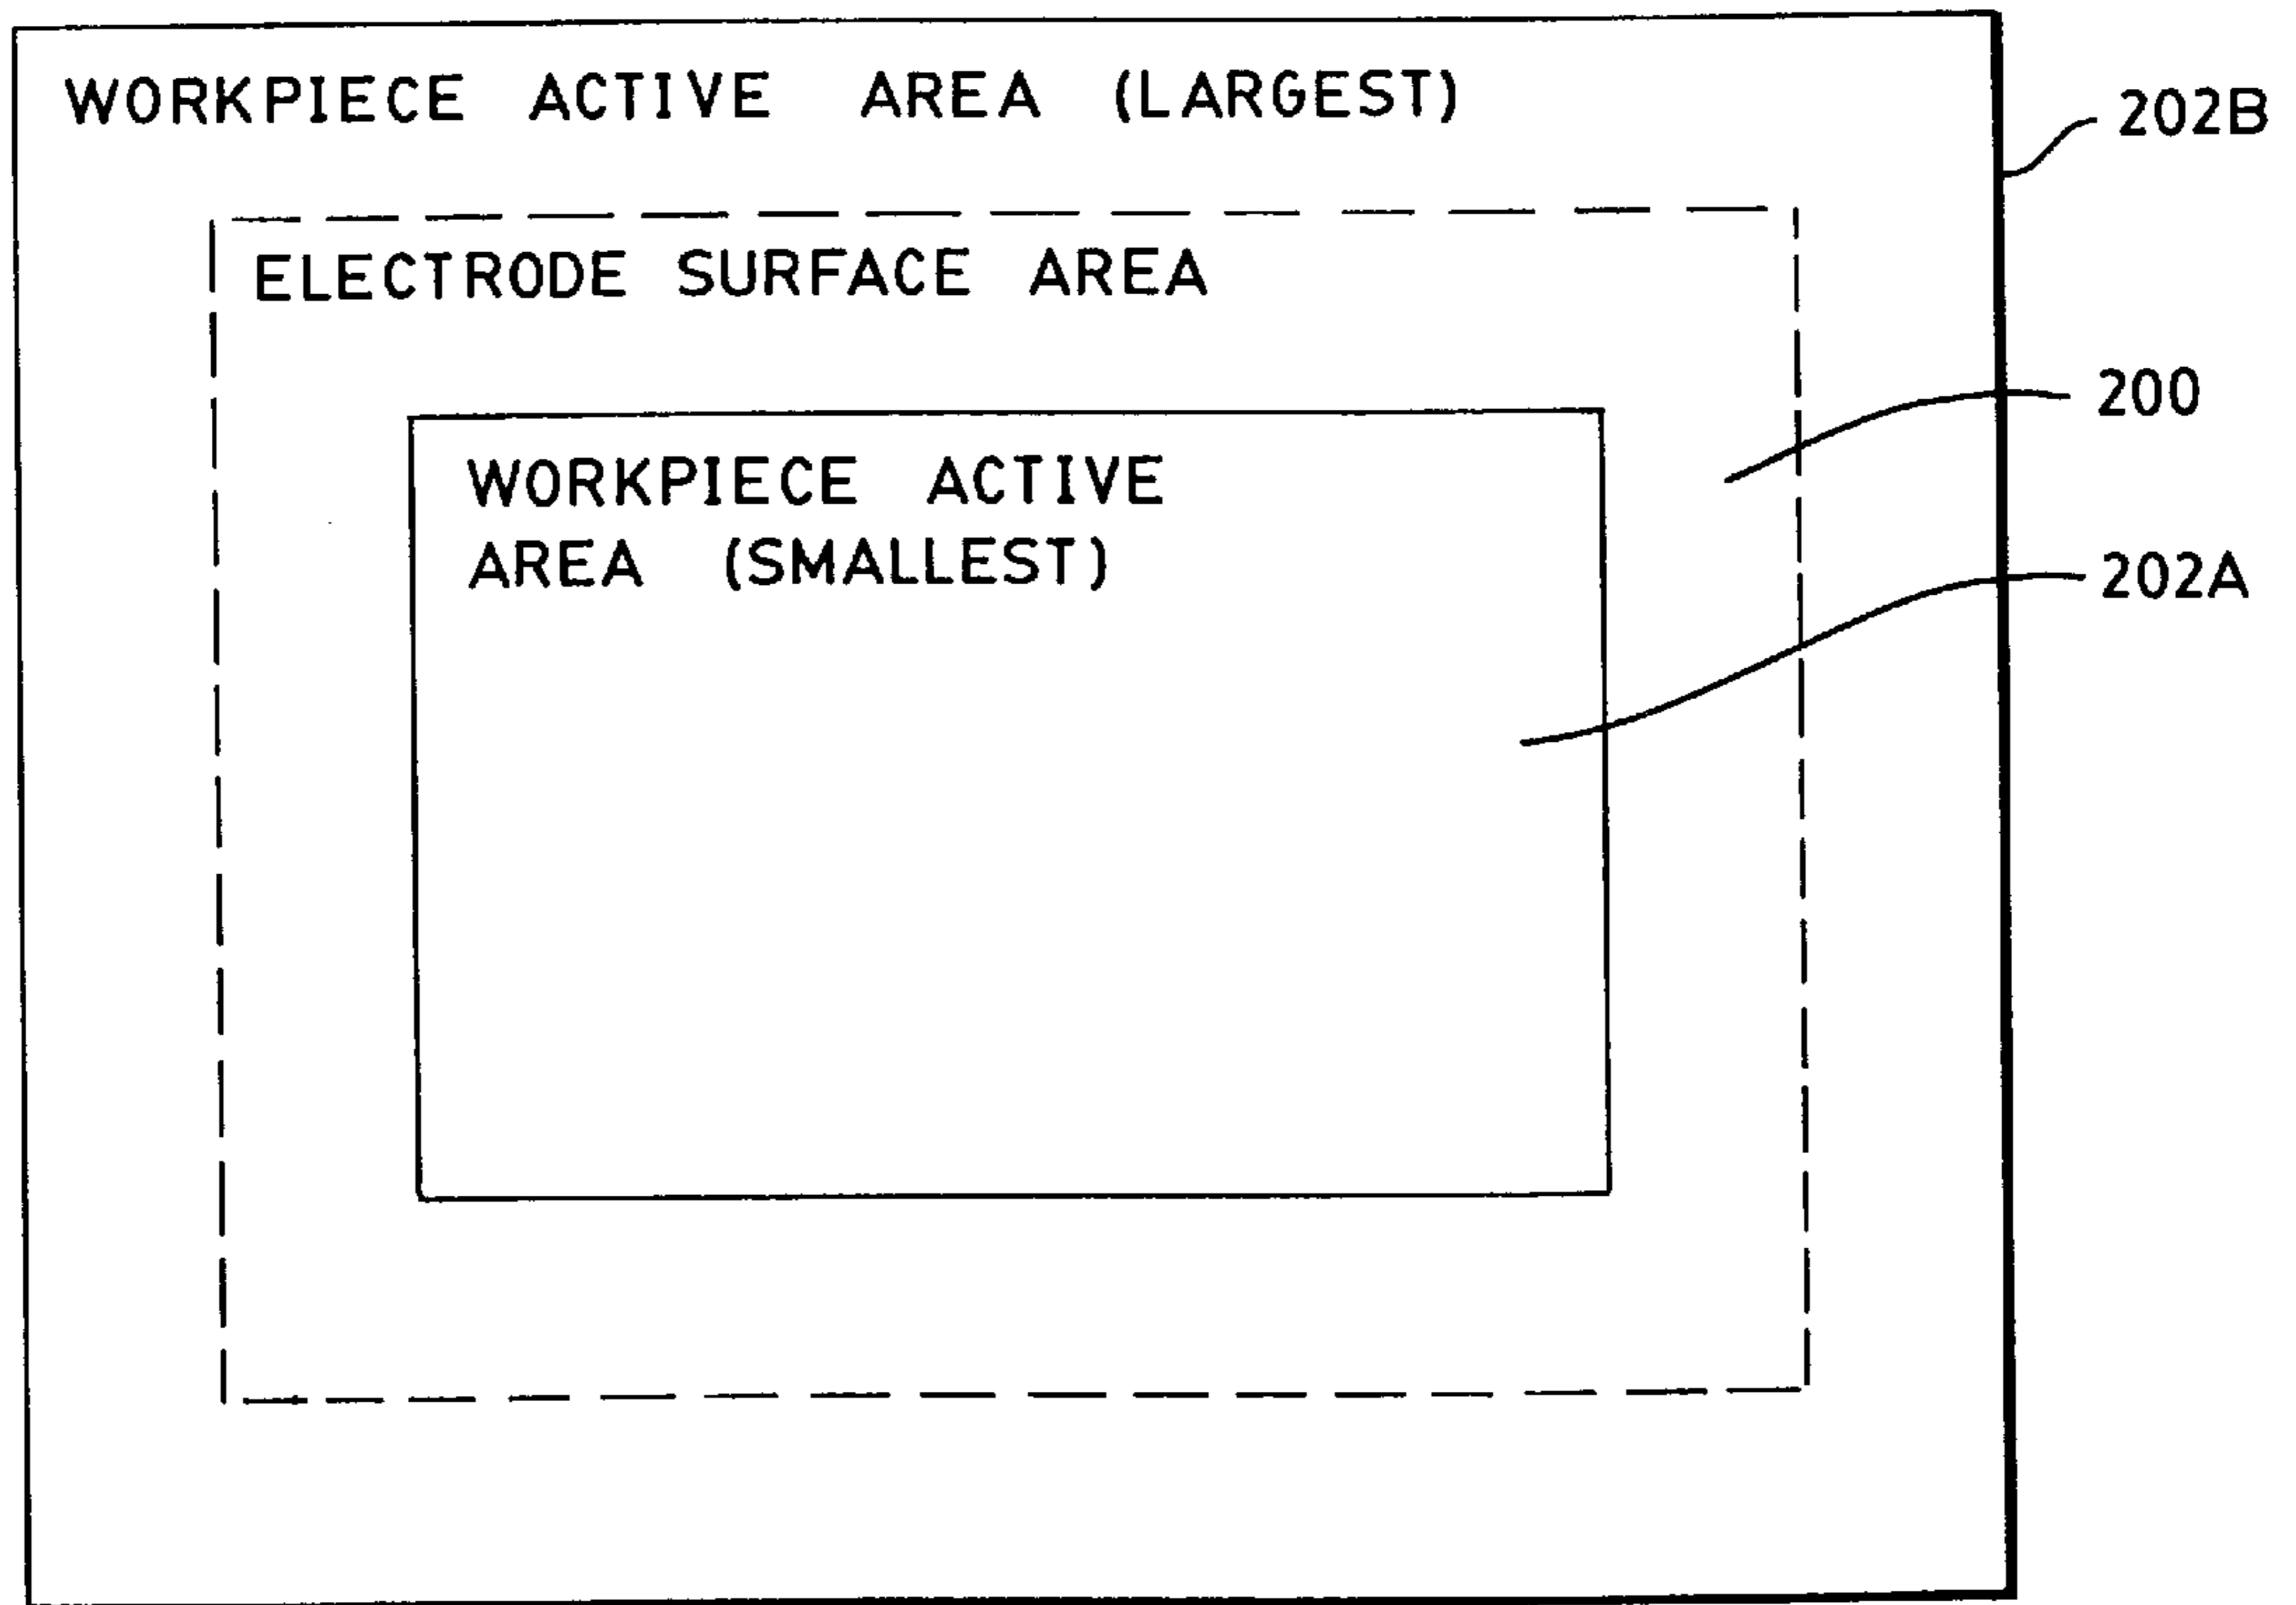 WORKPIECE ACTIVE AREA (LARGEST)
202B
ELECTRODE SURFACE AREA
200
WORKPIECE ACTIVE
AREA (SMALLEST)
202A